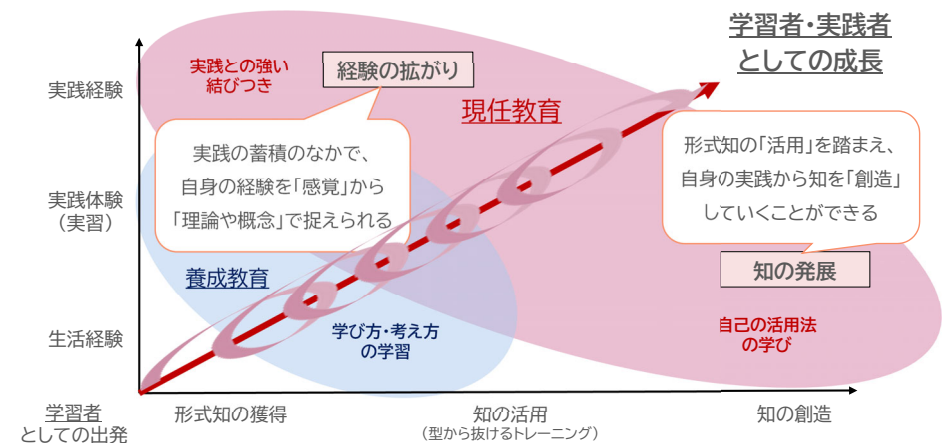 学習者・実践者
としての成長
実践経験
実践との強い
結びつき
経験の拡がり
現任教育
実践の蓄積のなかで、
自身の経験を「感覚」から
「理論や概念」で捉えられる
形式知の「活用」を踏まえ、
自身の実践から知を「創造」
していくことができる
実践体験
（実習）
養成教育
知の発展
生活経験
学び方・考え方
の学習
自己の活用法
の学び
学習者
としての出発
形式知の獲得
知の活用
（型から抜けるトレーニング）
知の創造